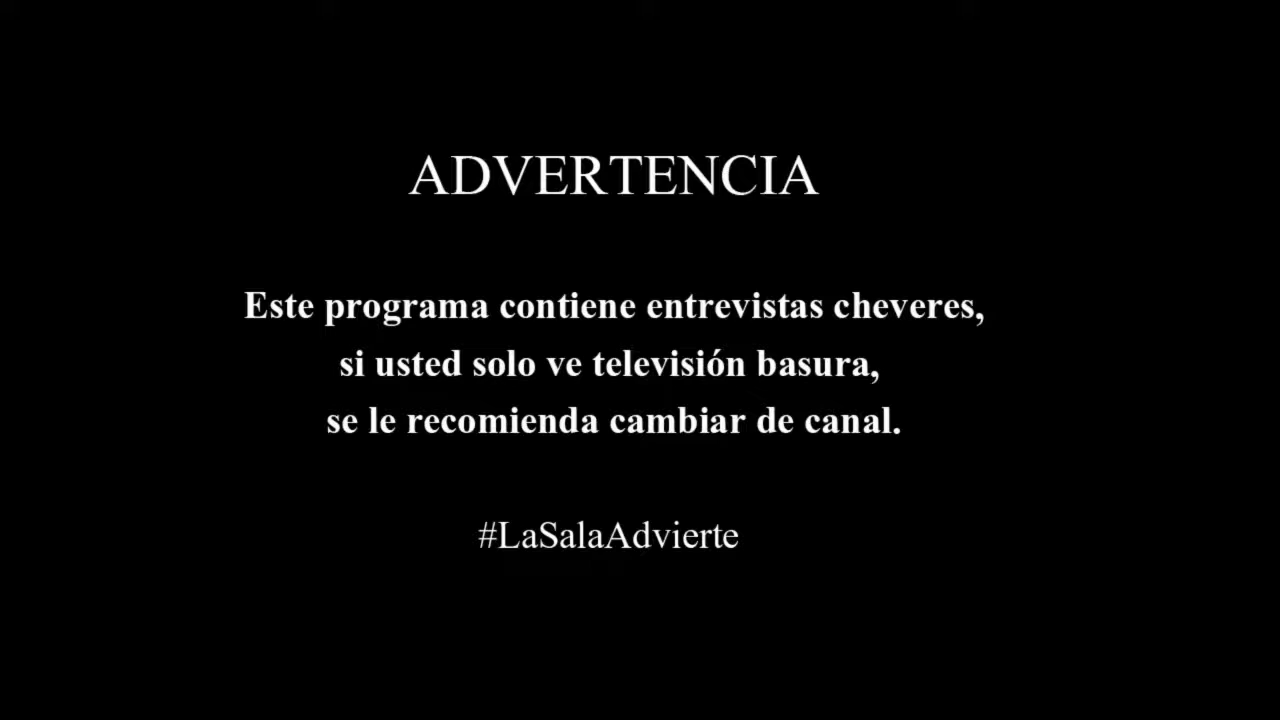 ADVERTENCIA
Este programa contiene entrevistas cheveres,
si usted solo ve televisión basura,
se le recomienda cambiar de canal.
#LaSalaAdvierte